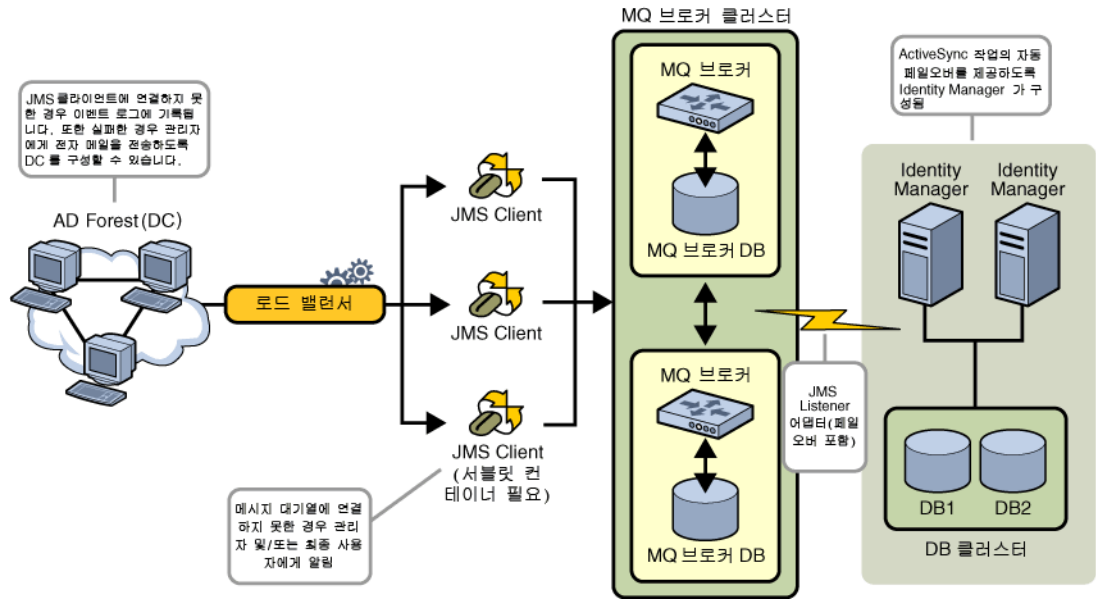 MQ 브로커 클러스터
JMS 클라이언트에 연결하지 못
한 경우 이벤트 로그에 기록됩
니다. 또한 실패한 경우 관리자
에게 전자 메일을 전송하도록
DC 를 구성할 수 있습니다.
AD Forest(DC)
로드 밸런서
JMS Client
JMS Client
JMS Client
(서블릿 컨
테이너 필요)
메시지 대기열에 연결
하지 못한 경우 관리
자 및/또는 최종 사용
자에게 알림
MQ 브로커
MQ 브로커 DB
MQ 브로커
MQ 브로커 DB
JMS
Listener
어댑터(페일
오버 포함)
ActiveSync 작업의 자동
페일오버를 제공하도록
Identity Manager 가 구
성됨
Identity
Manager
Identity
Manager
DB1
DB2
DB 클러스터